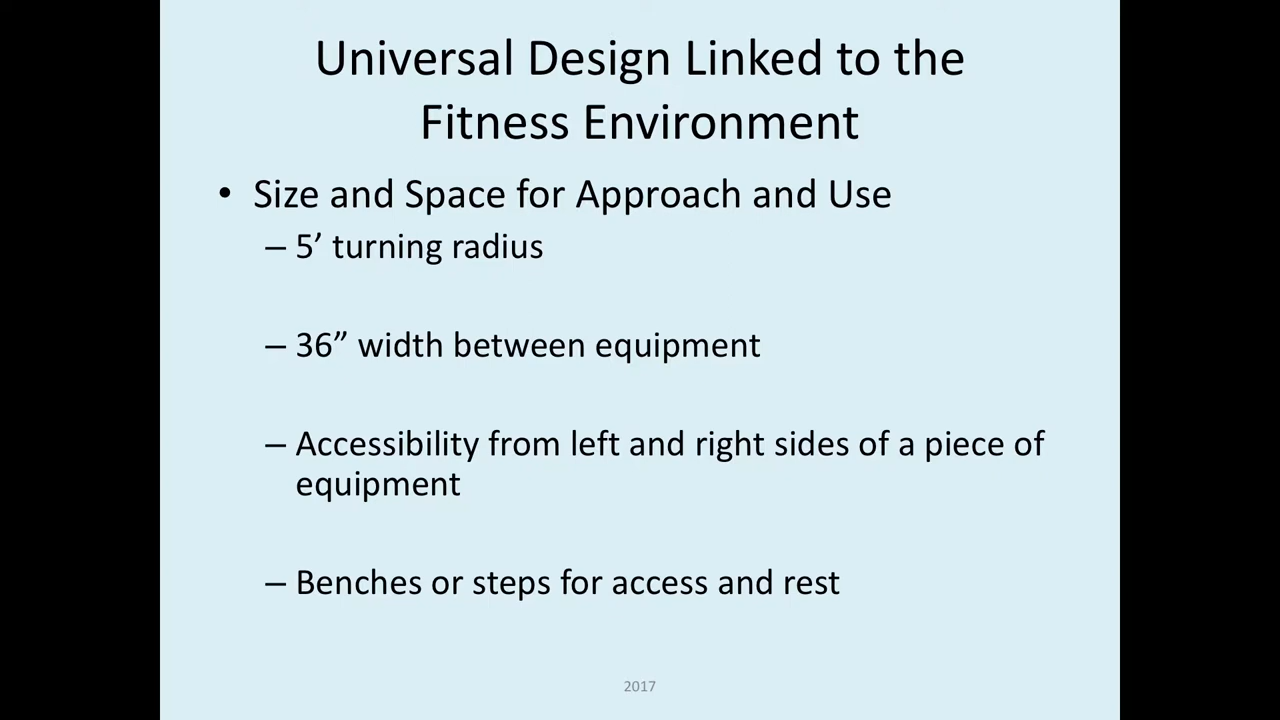 Universal Design Linked to the
Fitness Environment
• Size and Space for Approach and Use
– 5’ turning radius
– 36” width between equipment
– Accessibility from left and right sides of a piece of
equipment
– Benches or steps for access and rest
2017